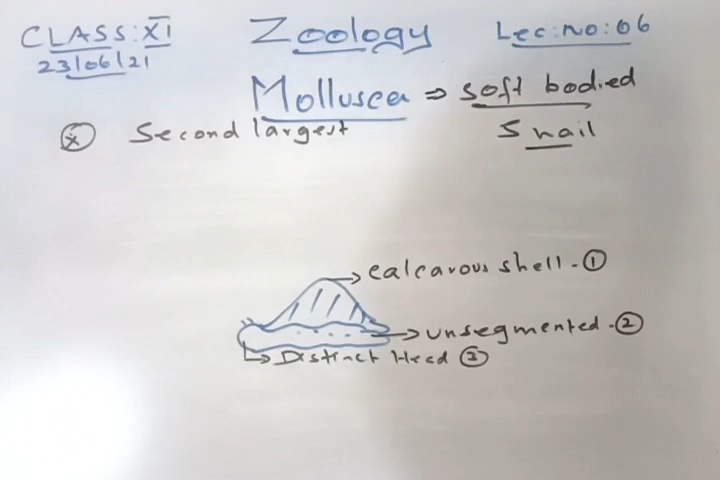 CLASS: XI Zoology Lec: no: 06
23/06/21
Mollusca ⇒ soft bodied
ⓧ Second largest Snail
calcarous shell - ①
unsegmented - ②
Distinct Head ③